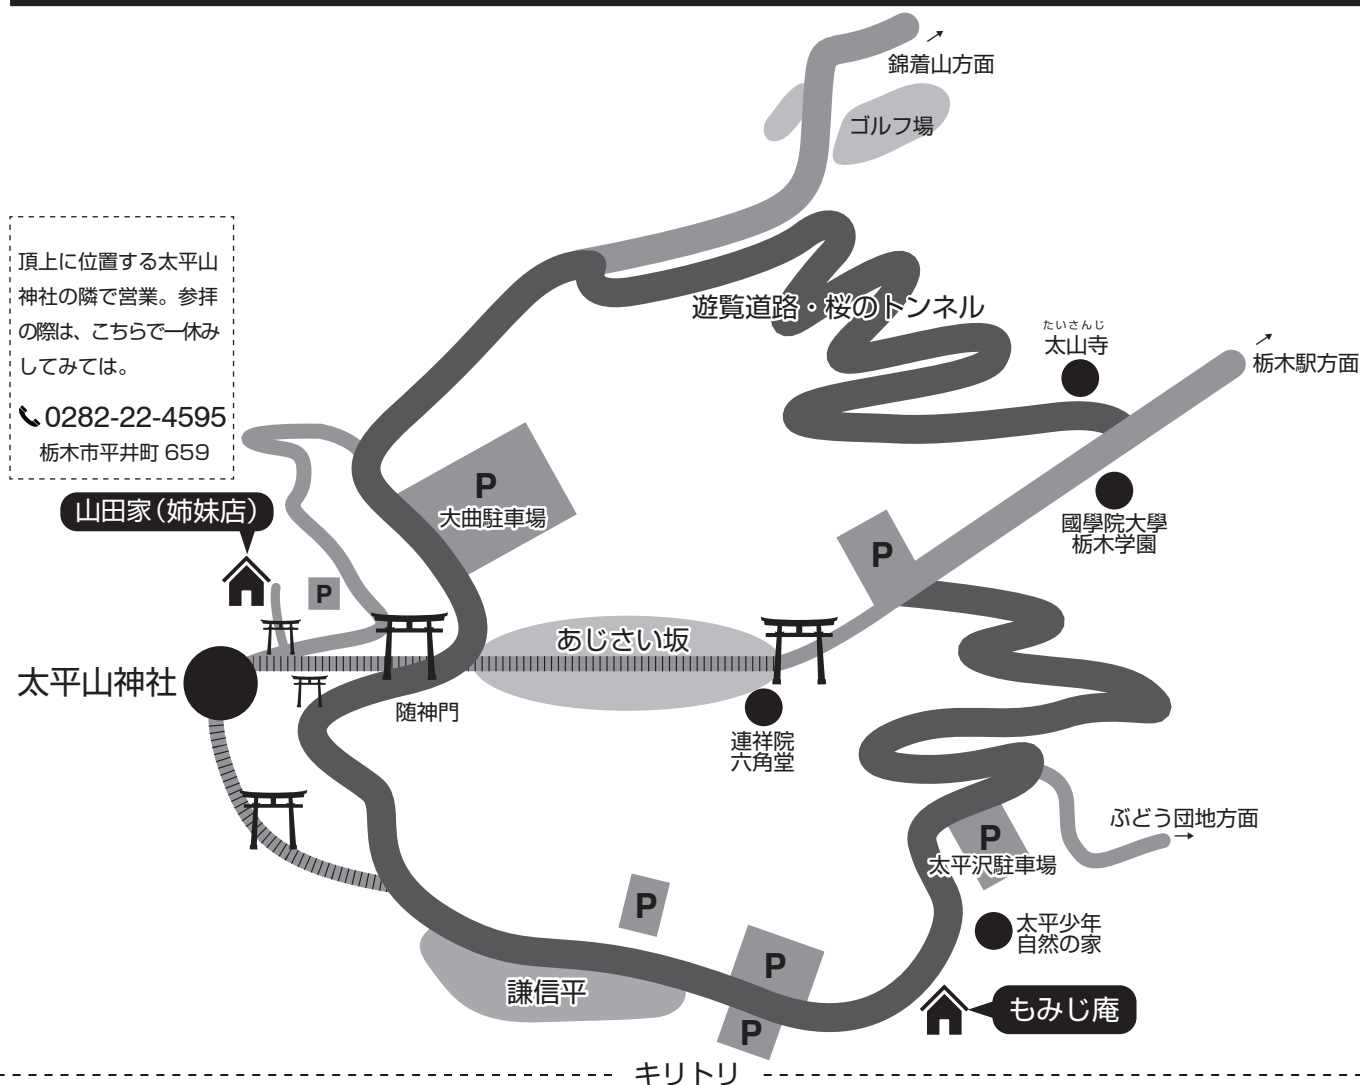 錦着山方面
ゴルフ場
頂上に位置する太平山
神社の隣で営業。参拝
の際は、こちらで一休み
してみては。
0282-22-4595
栃木市平井町 659
遊覧道路・桜のトンネル
たいさんじ
太山寺
栃木駅方面
P
大曲駐車場
山田家(姉妹店)
國學院大學
栃木学園
P
P
あじさい坂
太平山神社
随神門
連祥院
六角堂
ぶどう団地方面
P
太平沢駐車場
P
太平少年
自然の家
P
謙信平
もみじ庵
P
キリトリ